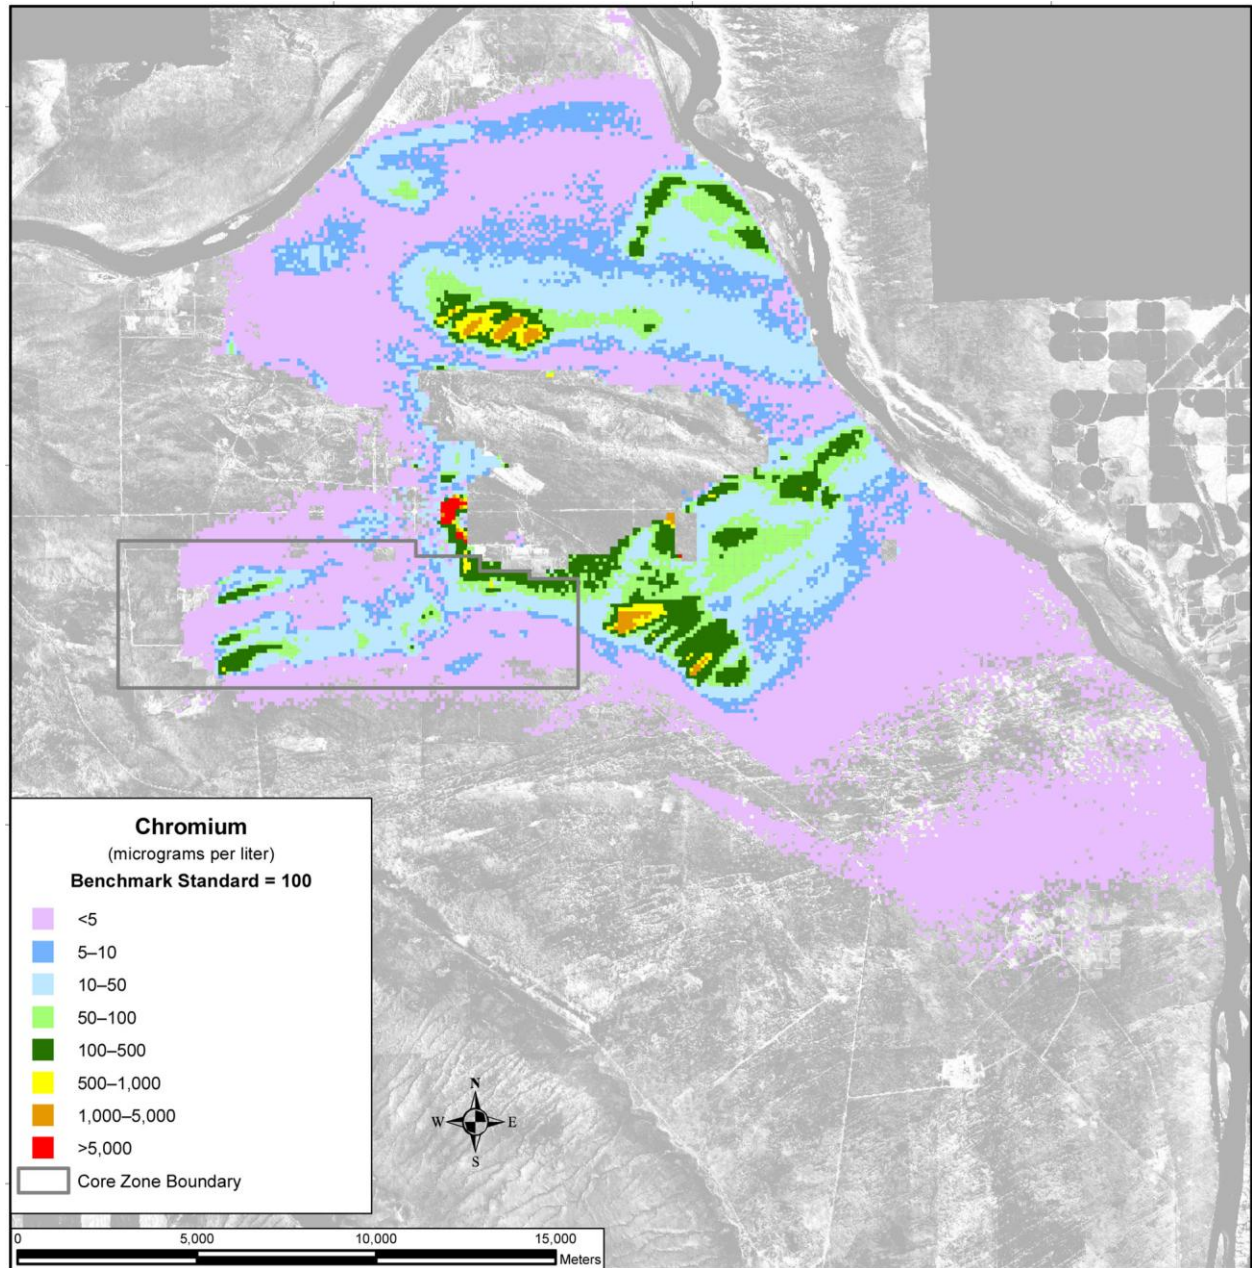 Chromium
(micrograms per liter)
Benchmark Standard = 100
<5
5–10
10–50
50–100
100–500
500–1,000
1,000–5,000
>5,000
Core Zone Boundary
N
W E
S
0 5,000 10,000 15,000
Meters